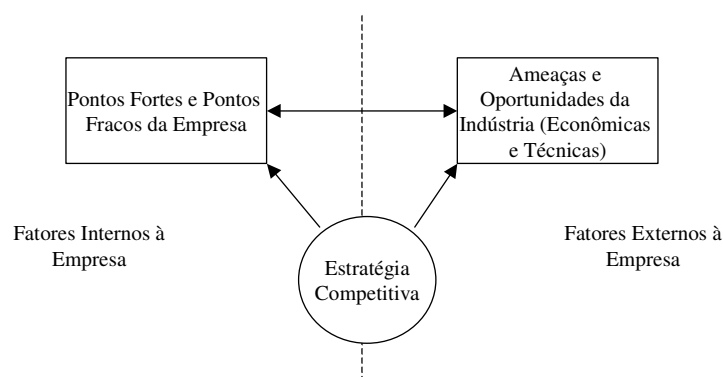 Pontos Fortes e Pontos
Fracos da Empresa
Ameaças e
Oportunidades da
Indústria (Econômicas
e Técnicas)
Fatores Internos à
Empresa
Fatores Externos à
Empresa
Estratégia
Competitiva